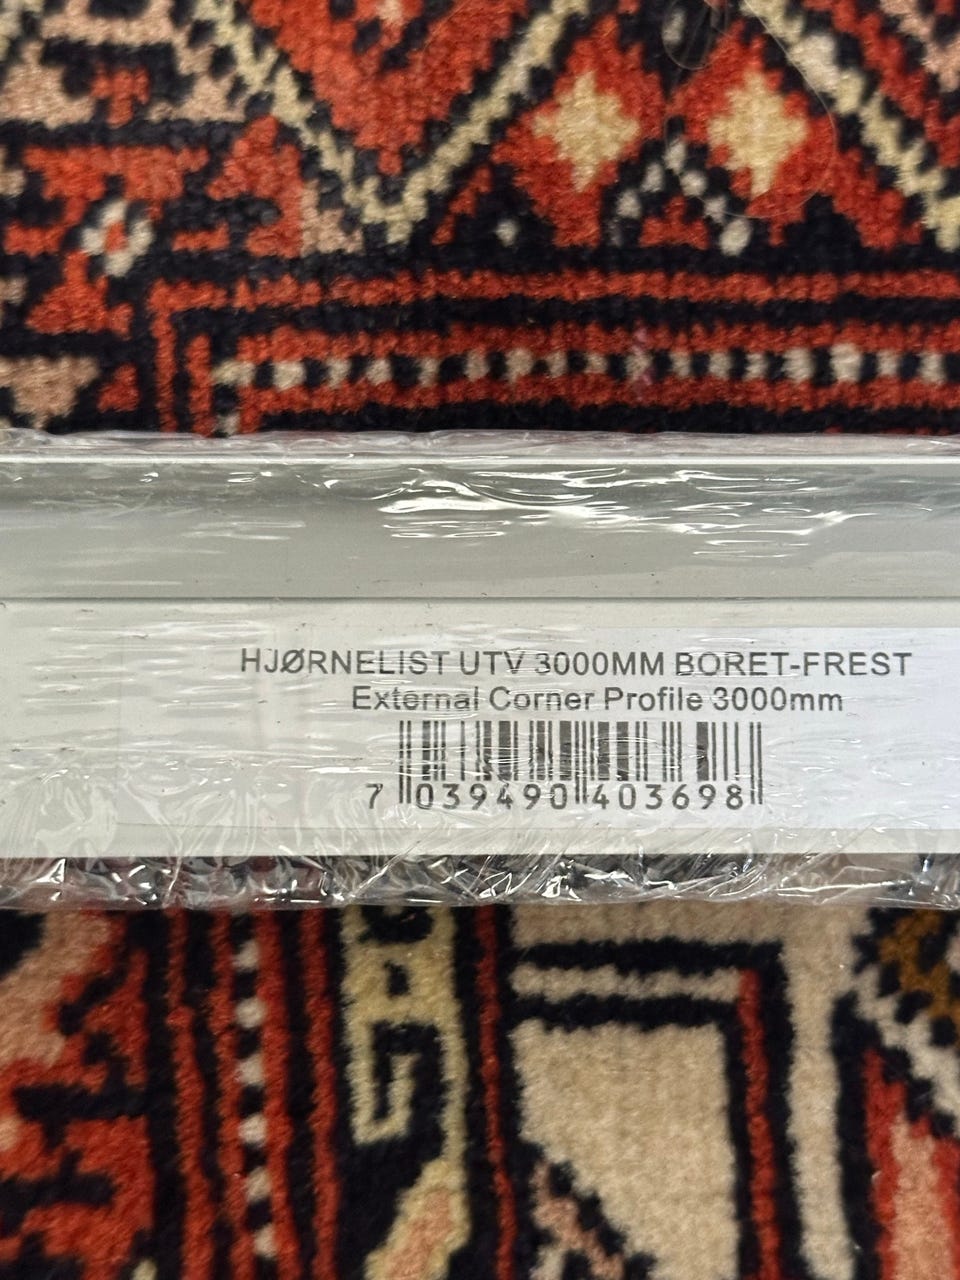 HJØRNELIST UTV 3000MM BORET-FREST
External Corner Profile 3000mm
7 039490 403698